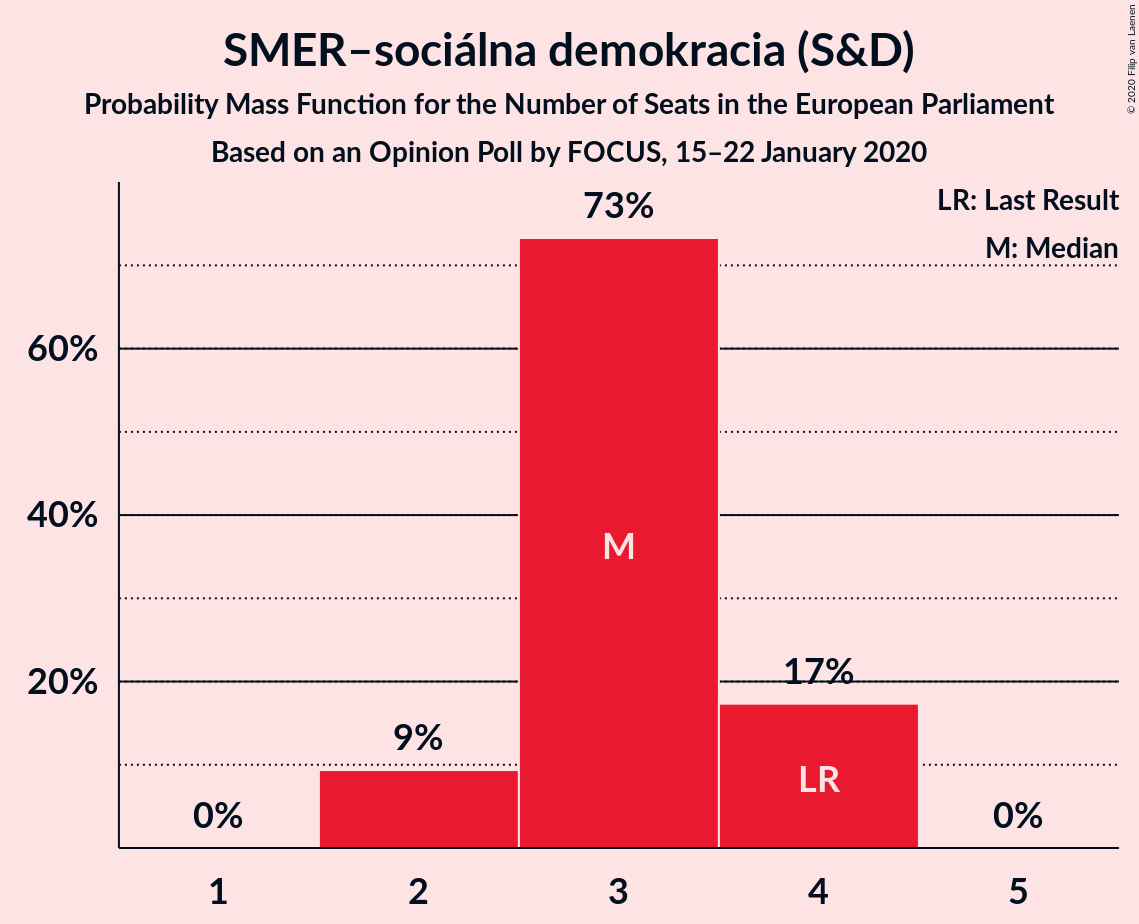 SMER–sociálna demokracia (S&D)
Probability Mass Function for the Number of Seats in the European Parliament
Based on an Opinion Poll by FOCUS, 15–22 January 2020
© 2020 Filip van Laenen
LR: Last Result
M: Median
73%
60%
40%
M
20%
17%
9%
LR
0%
0%
1
2
3
4
5